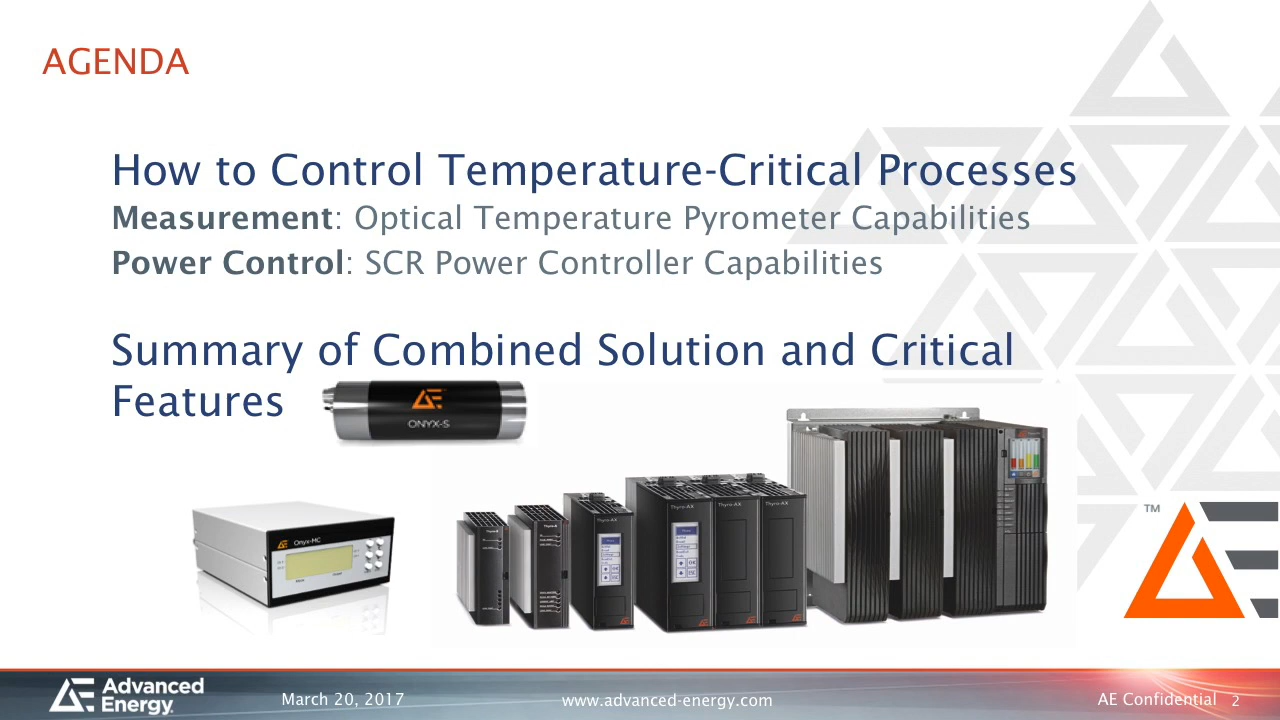 AGENDA
How to Control Temperature-Critical Processes
Measurement: Optical Temperature Pyrometer Capabilities
Power Control: SCR Power Controller Capabilities
Summary of Combined Solution and Critical
Features
ONYX-S
Onyx-MC
Thyro-AX
Thyro-AX
Thyro-AX
Thyro-AX
TM
Advanced
Energy
March 20, 2017
www.advanced-energy.com
AE Confidential
2